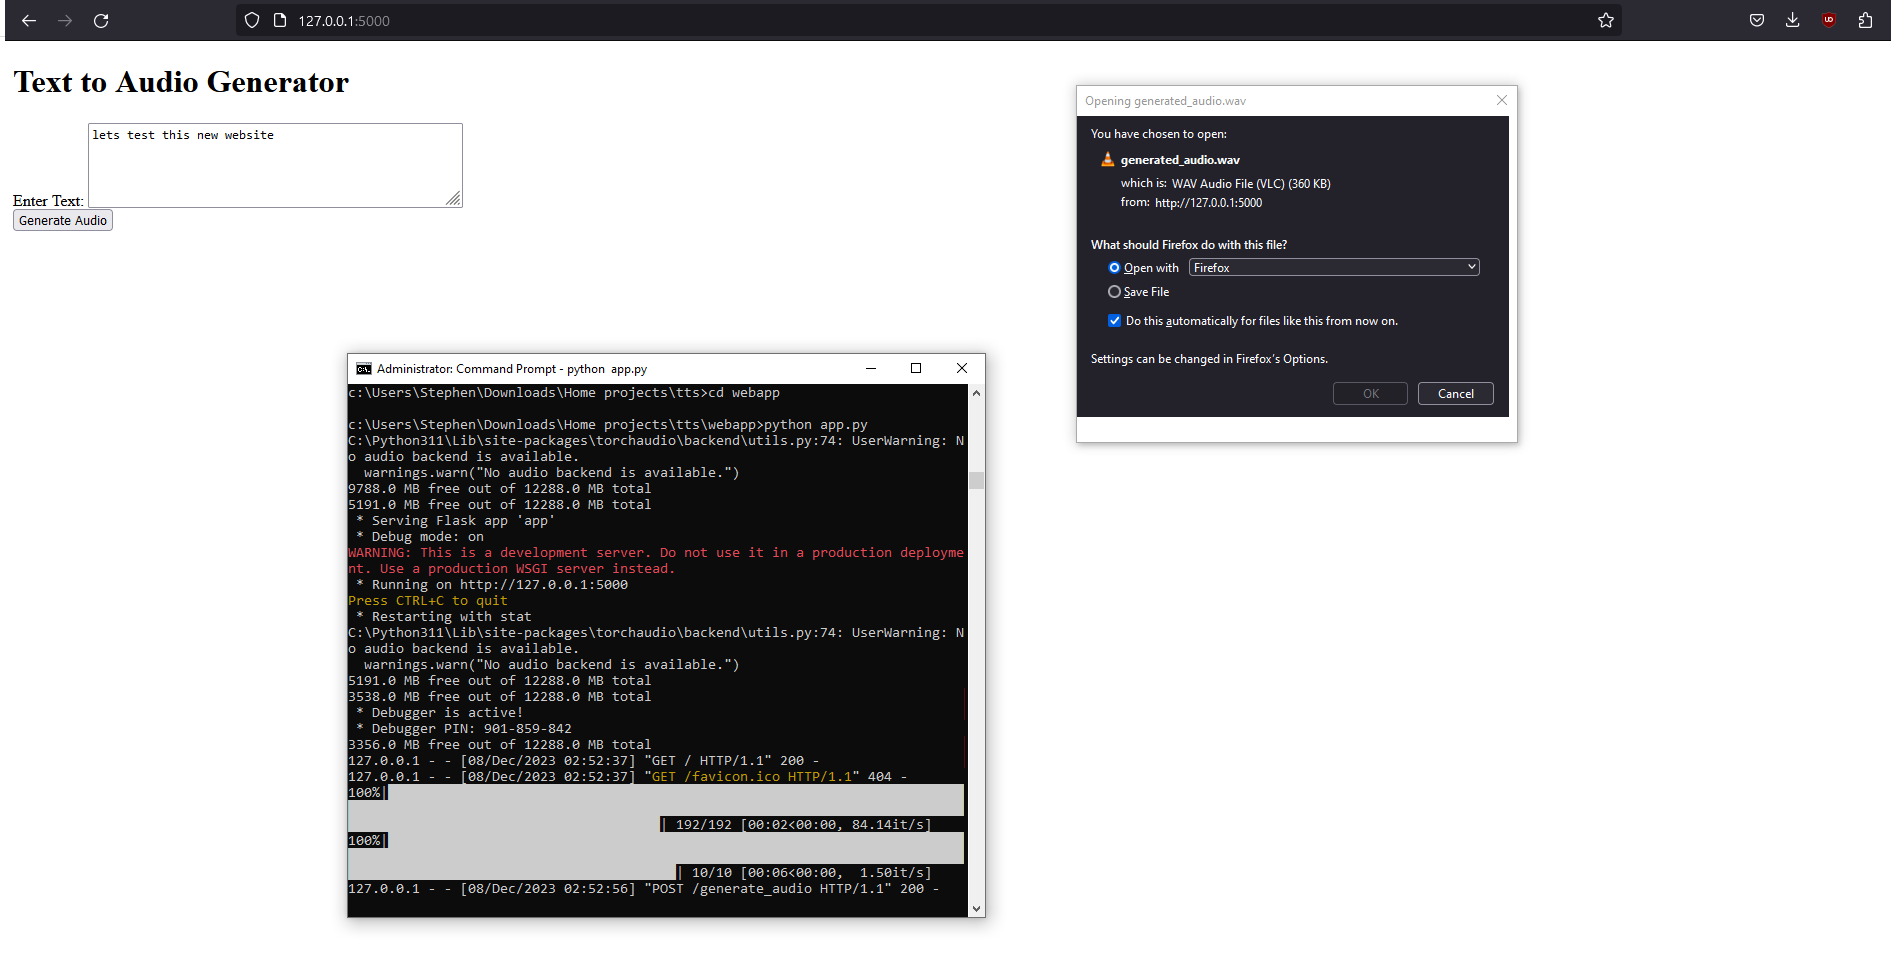 127.0.0.1:5000
Text to Audio Generator
lets test this new website
Enter Text:
Generate Audio
Opening generated_audio.wav
You have chosen to open:
generated_audio.wav
which is: WAV Audio File (VLC) (360 KB)
from: http://127.0.0.1:5000
What should Firefox do with this file?
Open with Firefox
Save File
Do this automatically for files like this from now on.
Settings can be changed in Firefox's Options.
OK Cancel
Administrator: Command Prompt - python  app.py
c:\Users\Stephen\Downloads\Home projects\tts>cd webapp
c:\Users\Stephen\Downloads\Home projects\tts\webapp>python app.py
C:\Python311\Lib\site-packages\torchaudio\backend\utils.py:74: UserWarning: N
o audio backend is available.
  warnings.warn("No audio backend is available.")
9788.0 MB free out of 12288.0 MB total
5191.0 MB free out of 12288.0 MB total
 * Serving Flask app 'app'
 * Debug mode: on
WARNING: This is a development server. Do not use it in a production deployme
nt. Use a production WSGI server instead.
 * Running on http://127.0.0.1:5000
Press CTRL+C to quit
 * Restarting with stat
C:\Python311\Lib\site-packages\torchaudio\backend\utils.py:74: UserWarning: N
o audio backend is available.
  warnings.warn("No audio backend is available.")
5191.0 MB free out of 12288.0 MB total
3538.0 MB free out of 12288.0 MB total
 * Debugger is active!
 * Debugger PIN: 901-859-842
3356.0 MB free out of 12288.0 MB total
127.0.0.1 - - [08/Dec/2023 02:52:37] "GET / HTTP/1.1" 200 -
127.0.0.1 - - [08/Dec/2023 02:52:37] "GET /favicon.ico HTTP/1.1" 404 -
100%|
| 192/192 [00:02<00:00, 84.14it/s]
100%|
| 10/10 [00:06<00:00,  1.50it/s]
127.0.0.1 - - [08/Dec/2023 02:52:56] "POST /generate_audio HTTP/1.1" 200 -